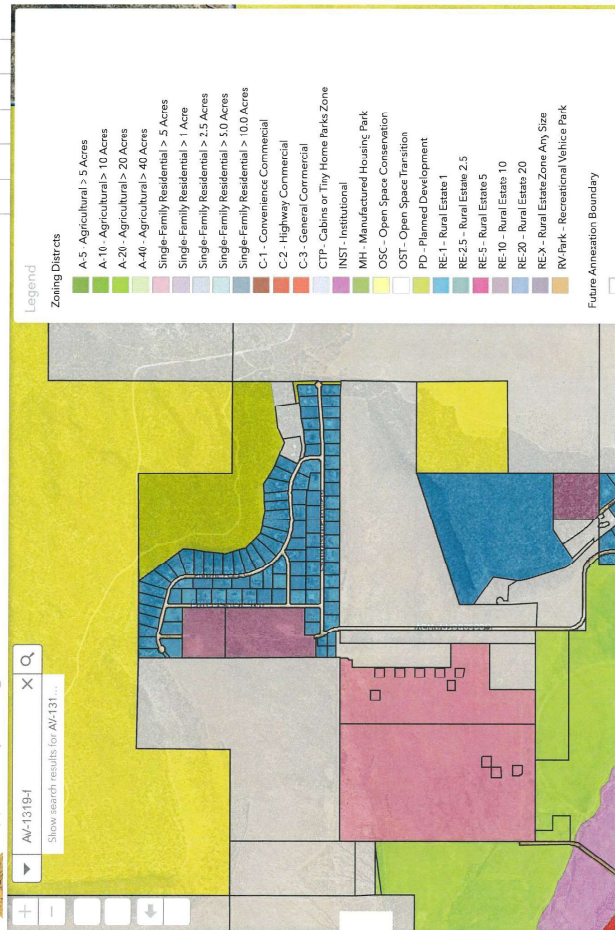 AV-1319-f
Show search results for AV-131...
Legend
Zoning Districts
A-5 - Agricultural > 5 Acres
A-10 - Agricultural > 10 Acres
A-20 - Agricultural > 20 Acres
A-40 - Agricultural > 40 Acres
Single-Family Residential > .5 Acres
Single-Family Residential > 1 Acre
Single-Family Residential > 2.5 Acres
Single-Family Residential > 5.0 Acres
Single-Family Residential > 10.0 Acres
C-1 - Convenience Commercial
C-2 - Highway Commercial
C-3 - General Commercial
CTP - Cabins or Tiny Home Parks Zone
INST - Institutional
MH - Manufactured Housing Park
OSC - Open Space Conservation
OST - Open Space Transition
PD - Planned Development
RE-1 - Rural Estate 1
RE-2.5 - Rural Estate 2.5
RE-5 - Rural Estate 5
RE-10 - Rural Estate 10
RE-20 - Rural Estate 20
RE-X - Rural Estate Zone Any Size
RV-Park - Recreational Vehicle Park
Future Annexation Boundary